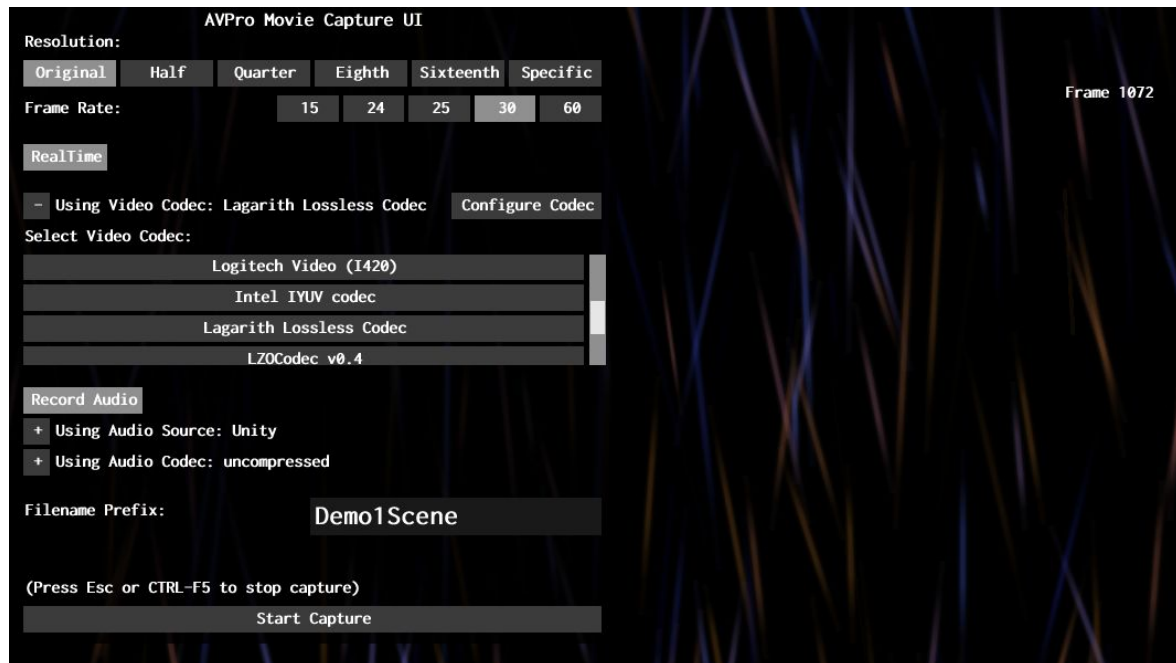 AVPro Movie Capture UI
Resolution:
Original Half Quarter Eighth Sixteenth Specific
Frame 1072
Frame Rate: 15 24 25 30 60
RealTime
- Using Video Codec: Lagarith Lossless Codec Configure Codec
Select Video Codec:
Logitech Video (I420)
Intel IYUV codec
Lagarith Lossless Codec
LZOCodec v0.4
Record Audio
+ Using Audio Source: Unity
+ Using Audio Codec: uncompressed
Filename Prefix: Demo1Scene
(Press Esc or CTRL-F5 to stop capture)
Start Capture